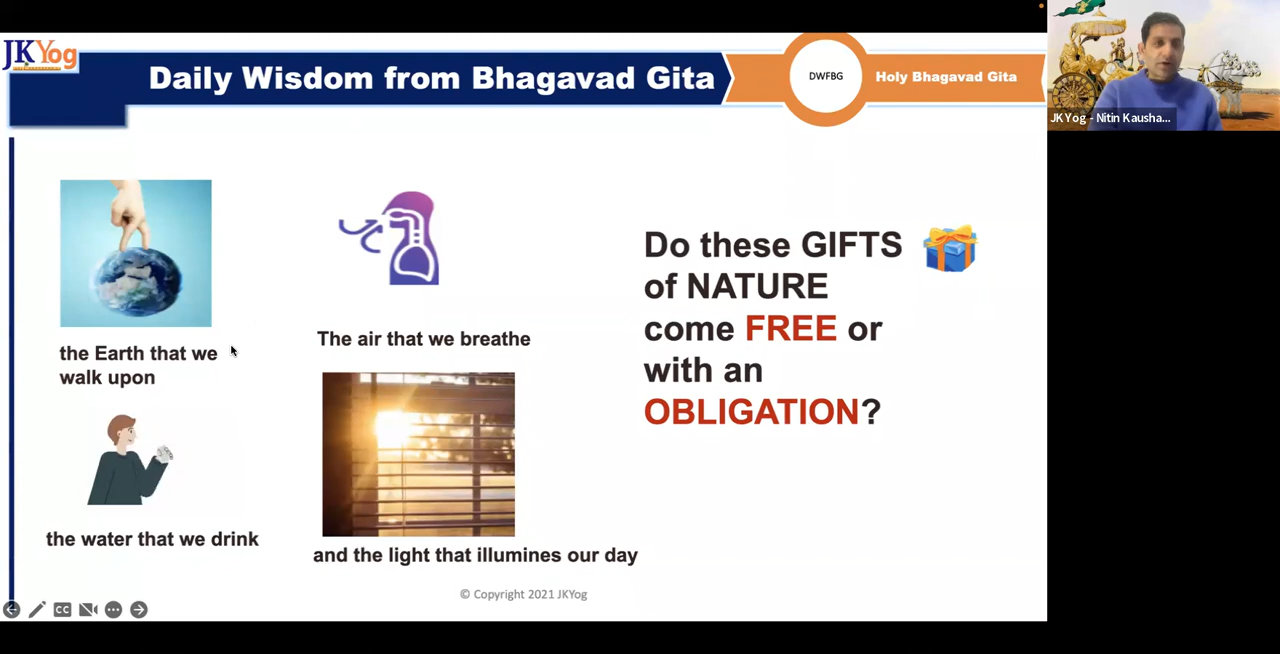 JKYog
Daily Wisdom from Bhagavad Gita
DWFBG
Holy Bhagavad Gita
JKYog - Nitin Kausha...
the Earth that we
walk upon
The air that we breathe
the water that we drink
and the light that illumines our day
Do these GIFTS
of NATURE
come FREE or
with an
OBLIGATION?
© Copyright 2021 JKYog
CC